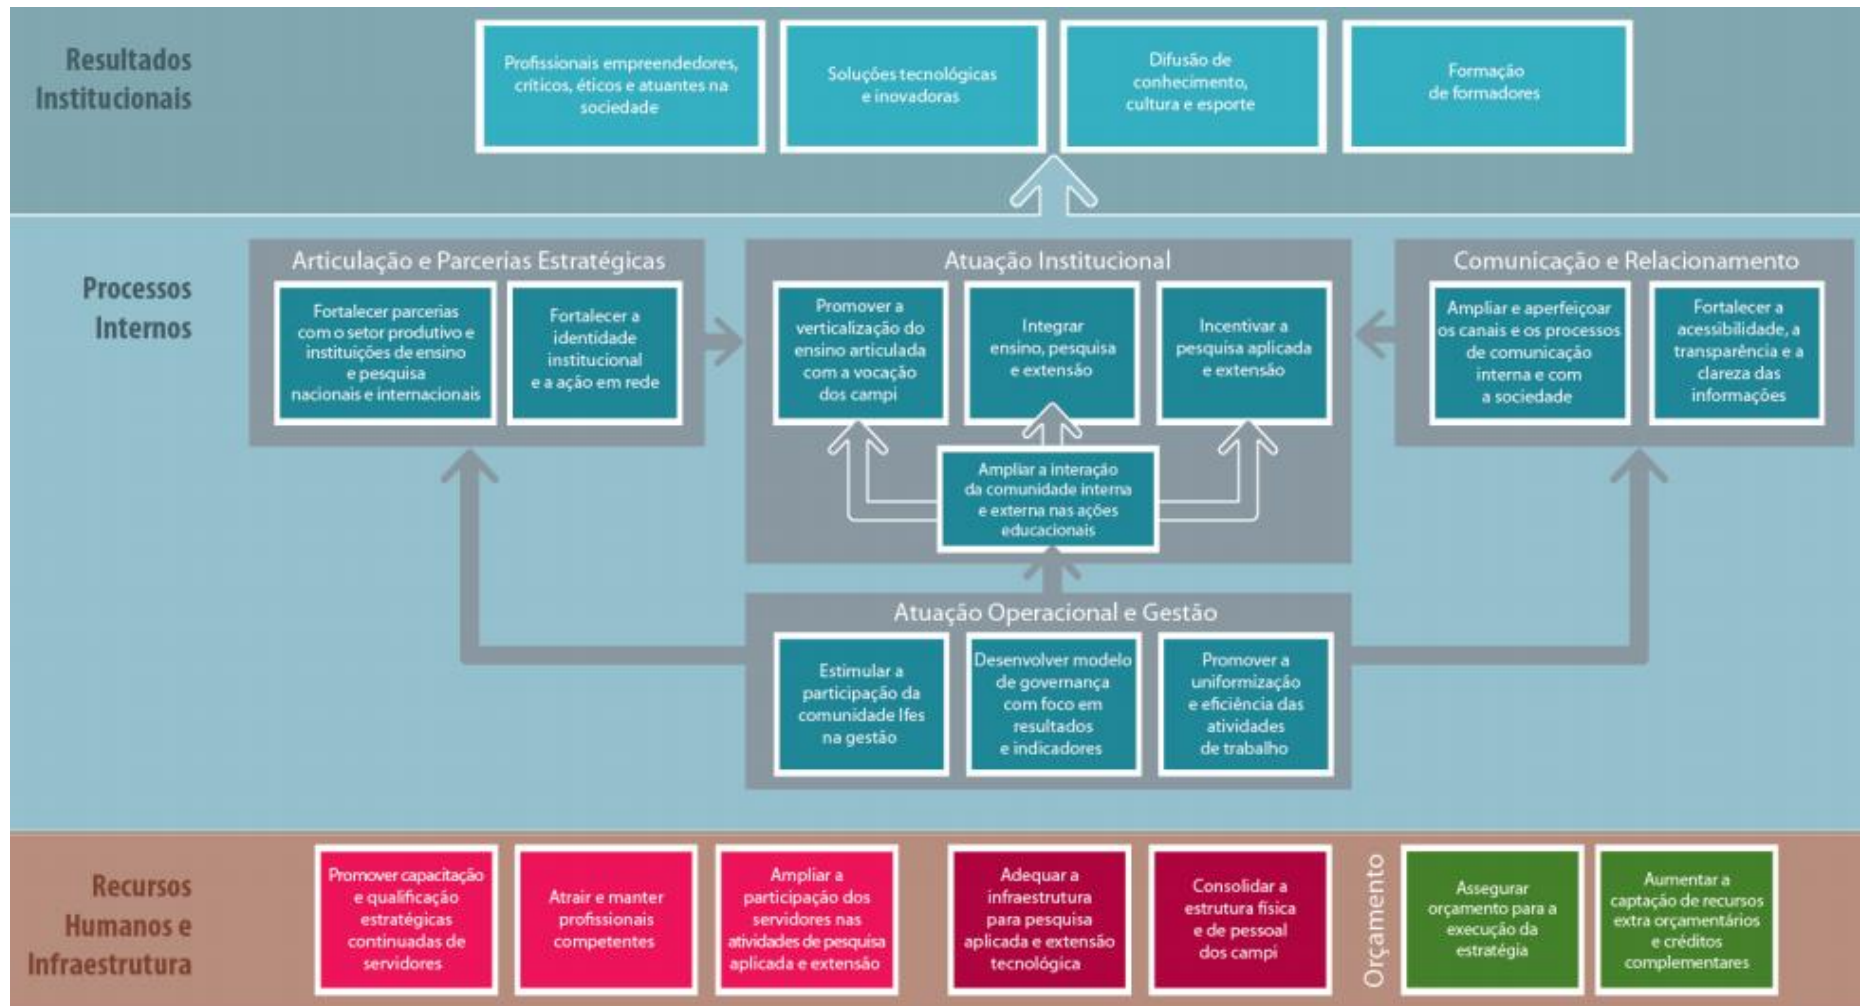 Resultados
Institucionais
Profissionais empreendedores,
críticos, éticos e atuantes na
sociedade
Soluções tecnológicas
e inovadoras
Difusão de
conhecimento,
cultura e esporte
Formação
de formadores
Processos
Internos
Articulação e Parcerias Estratégicas
Fortalecer parcerias
com o setor produtivo e
instituições de ensino
e pesquisa
nacionais e internacionais
Fortalecer a
identidade
institucional
e a ação em rede
Atuação Institucional
Promover a
verticalização do
ensino articulada
com a vocação
dos campi
Integrar
ensino, pesquisa
e extensão
Incentivar a
pesquisa aplicada
e extensão
Ampliar a interação
da comunidade interna
e externa nas ações
educacionais
Comunicação e Relacionamento
Ampliar e aperfeiçoar
os canais e os processos
de comunicação
interna e com
a sociedade
Fortalecer a
acessibilidade, a
transparência e a
clareza das
informações
Atuação Operacional e Gestão
Estimular a
participação da
comunidade Ifes
na gestão
Desenvolver modelo
de governança
com foco em
resultados
e indicadores
Promover a
uniformização
e eficiência das
atividades
de trabalho
Recursos
Humanos e
Infraestrutura
Promover capacitação
e qualificação
estratégicas
continuadas de
servidores
Atrair e manter
profissionais
competentes
Ampliar a
participação dos
servidores nas
atividades de pesquisa
aplicada e extensão
Adequar a
infraestrutura
para pesquisa
aplicada e extensão
tecnológica
Consolidar a
estrutura física
e de pessoal
dos campi
Orçamento
Assegurar
orçamento para a
execução da
estratégia
Aumentar a
captação de recursos
extra orçamentários
e créditos
complementares